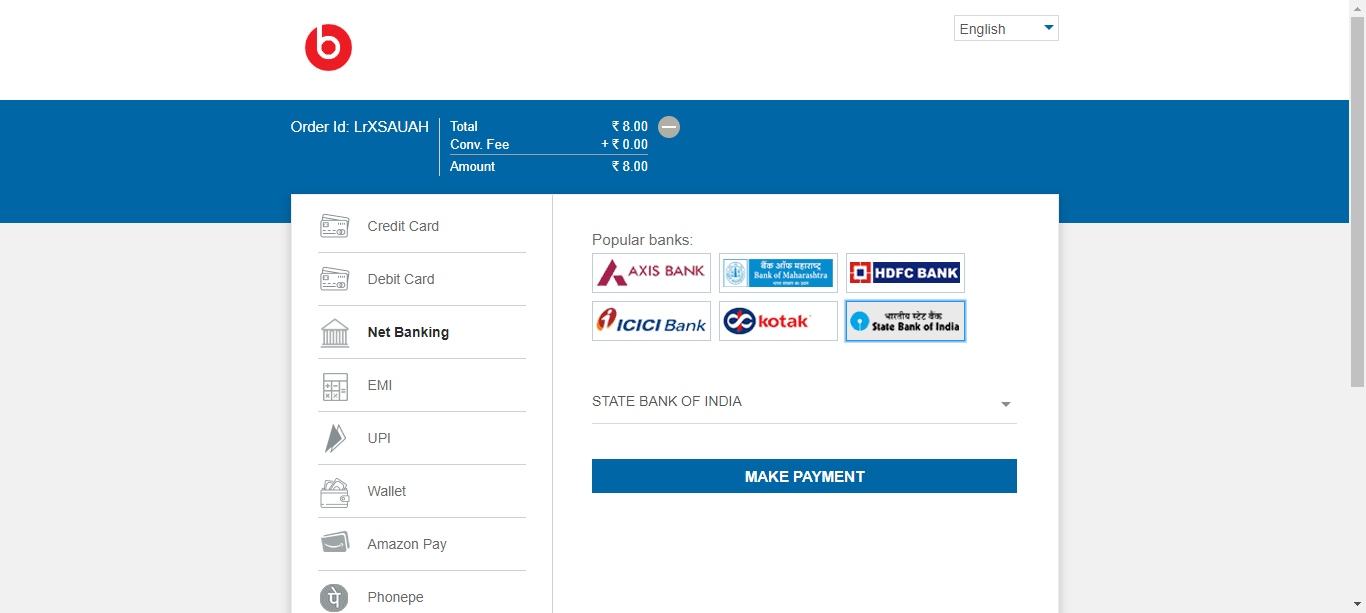 b
English
Order Id: LrXSAUAH
Total ₹ 8.00
Conv. Fee + ₹ 0.00
Amount ₹ 8.00
Credit Card
Debit Card
Net Banking
EMI
UPI
Wallet
Amazon Pay
पे
Phonepe
Popular banks:
AXIS BANK
बैंक ऑफ महाराष्ट्र
Bank of Maharashtra
HDFC BANK
ICICI Bank
kotak
भारतीय स्टेट बैंक
State Bank of India
STATE BANK OF INDIA
MAKE PAYMENT